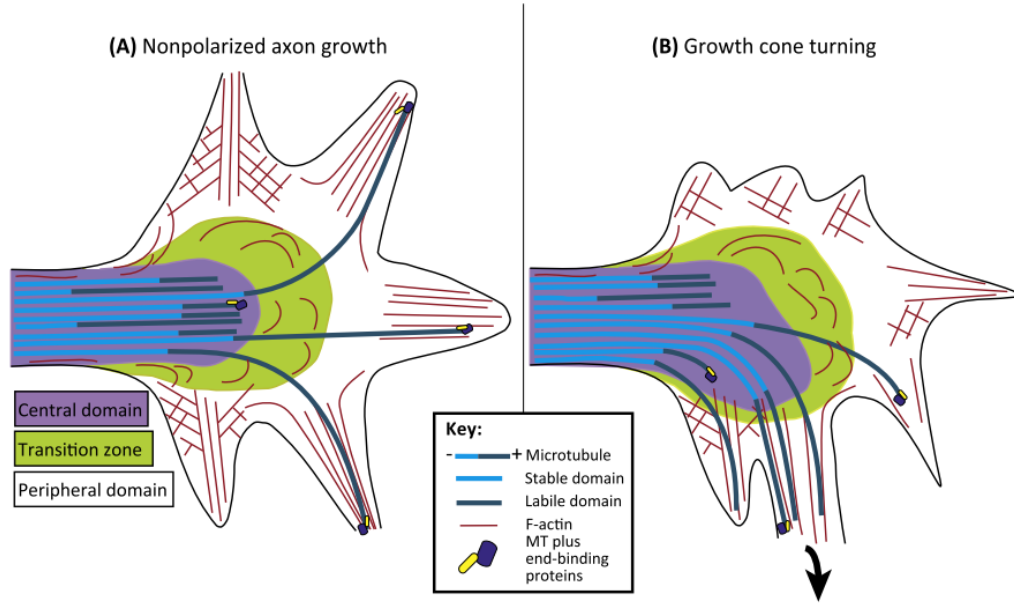 (A) Nonpolarized axon growth
(B) Growth cone turning
Central domain
Transition zone
Peripheral domain
Key:
- + Microtubule
Stable domain
Labile domain
F-actin
MT plus
end-binding
proteins